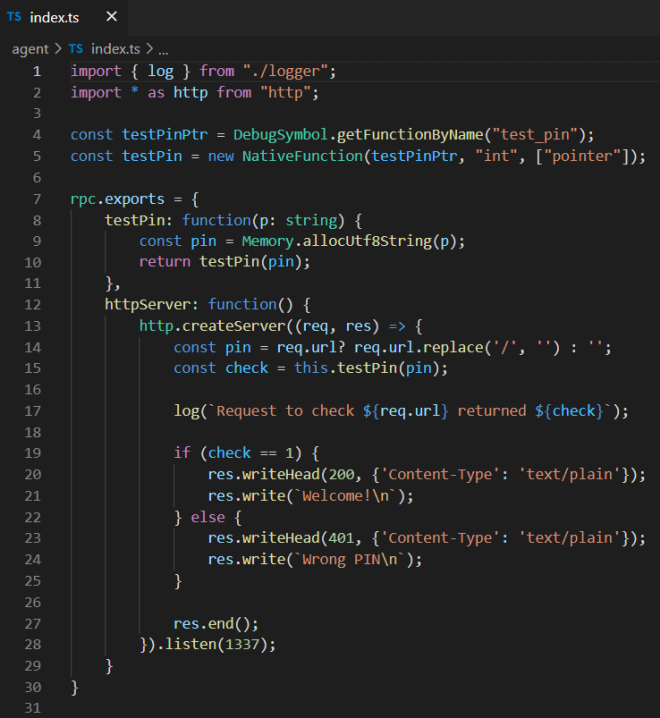 TS index.ts ×
agent > TS index.ts > ...
1 import { log } from "./logger";
2 import * as http from "http";
3
4 const testPinPtr = DebugSymbol.getFunctionByName("test_pin");
5 const testPin = new NativeFunction(testPinPtr, "int", ["pointer"]);
6
7 rpc.exports = {
8     testPin: function(p: string) {
9         const pin = Memory.allocUtf8String(p);
10         return testPin(pin);
11     },
12     httpServer: function() {
13         http.createServer((req, res) => {
14             const pin = req.url? req.url.replace('/', '') : '';
15             const check = this.testPin(pin);
16
17             log(`Request to check ${req.url} returned ${check}`);
18
19             if (check == 1) {
20                 res.writeHead(200, {'Content-Type': 'text/plain'});
21                 res.write(`Welcome!\n`);
22             } else {
23                 res.writeHead(401, {'Content-Type': 'text/plain'});
24                 res.write(`Wrong PIN\n`);
25             }
26
27             res.end();
28         }).listen(1337);
29     }
30 }
31